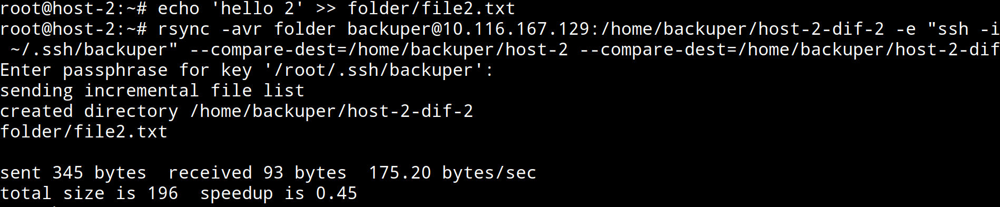 root@host-2:~# echo 'hello 2' >> folder/file2.txt
root@host-2:~# rsync -avr folder backuper@10.116.167.129:/home/backuper/host-2-dif-2 -e "ssh -i
 ~/.ssh/backuper" --compare-dest=/home/backuper/host-2 --compare-dest=/home/backuper/host-2-dif
Enter passphrase for key '/root/.ssh/backuper':
sending incremental file list
created directory /home/backuper/host-2-dif-2
folder/file2.txt

sent 345 bytes  received 93 bytes  175.20 bytes/sec
total size is 196  speedup is 0.45